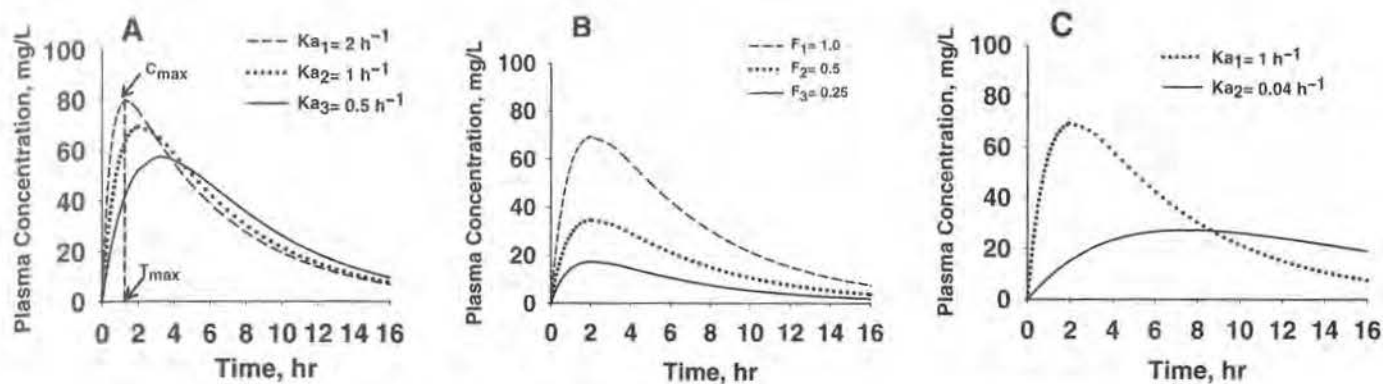 A
Plasma Concentration, mg/L
100
80
60
40
20
0
Ka1= 2 h⁻¹
Ka2= 1 h⁻¹
Ka3= 0.5 h⁻¹
Cmax
Tmax
0 2 4 6 8 10 12 14 16
Time, hr
B
Plasma Concentration, mg/L
100
80
60
40
20
0
F1= 1.0
F2= 0.5
F3= 0.25
0 2 4 6 8 10 12 14 16
Time, hr
C
Plasma Concentration, mg/L
100
80
60
40
20
0
Ka1= 1 h⁻¹
Ka2= 0.04 h⁻¹
0 2 4 6 8 10 12 14 16
Time, hr